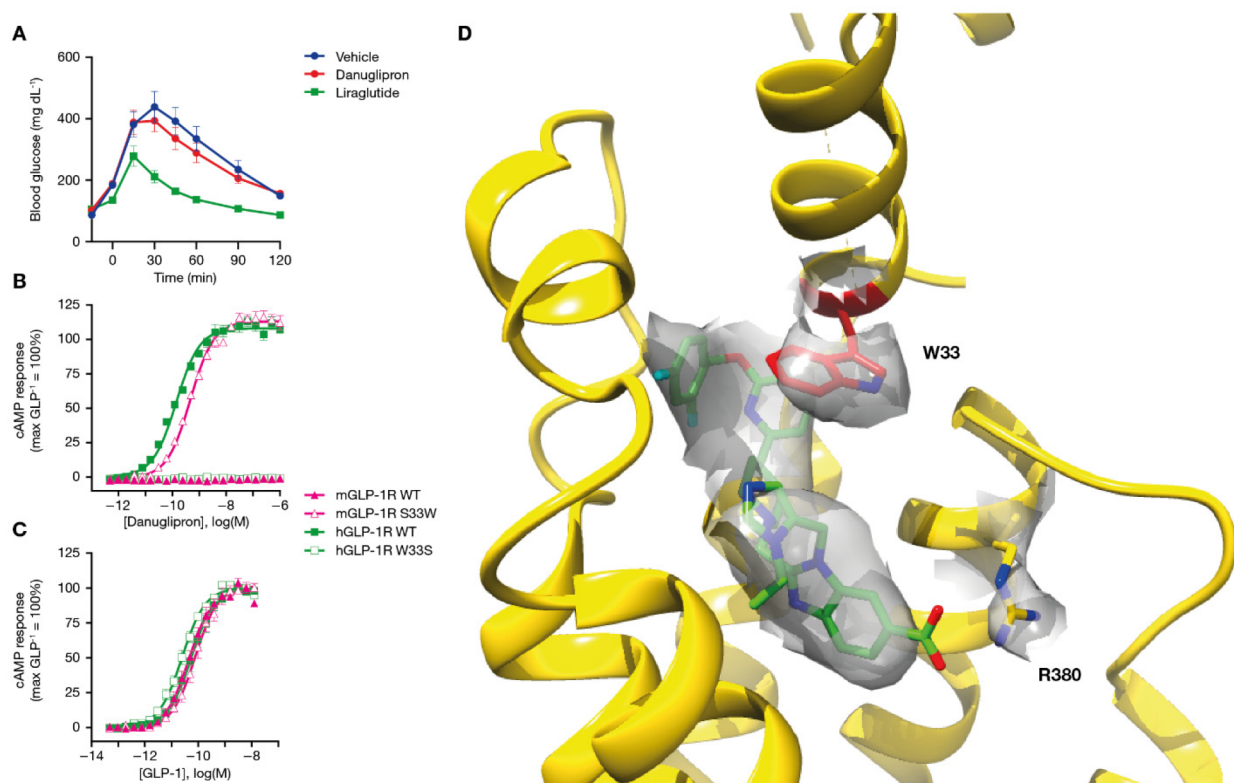 A
Blood glucose (mg dL⁻¹)
600
400
200
0
0 30 60 90 120
Time (min)
Vehicle
Danuglipron
Liraglutide
B
cAMP response
(max GLP⁻¹ = 100%)
125
100
75
50
25
0
−12 −10 −8 −6
[Danuglipron], log(M)
mGLP-1R WT
mGLP-1R S33W
hGLP-1R WT
hGLP-1R W33S
C
cAMP response
(max GLP⁻¹ = 100%)
125
100
75
50
25
0
−14 −12 −10 −8
[GLP-1], log(M)
D
W33
R380